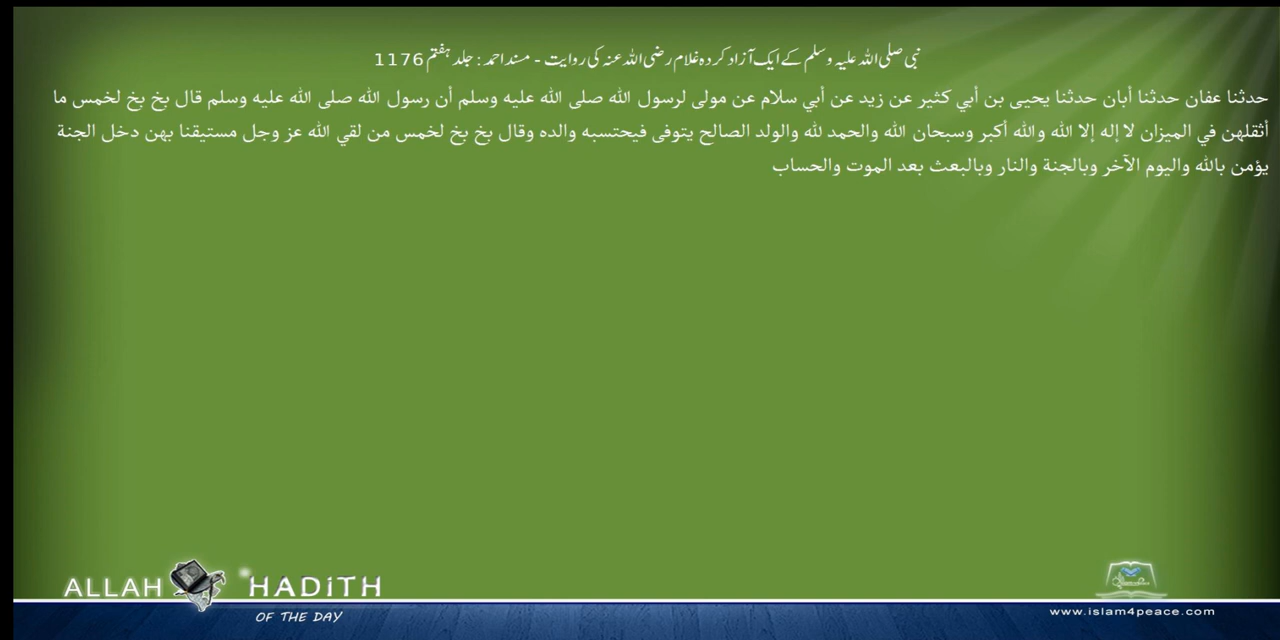 نبی صلی اللہ علیہ وسلم کے ایک آزاد کردہ غلام رضی اللہ عنہ کی روایت - مسند احمد : جلد ہفتم 1176
حدثنا عفان حدثنا أبان حدثنا يحيى بن أبي كثير عن زيد عن أبي سلام عن مولى لرسول الله صلى الله عليه وسلم أن رسول الله صلى الله عليه وسلم قال بخ بخ لخمس ما
أثقلهن في الميزان لا إله إلا الله والله أكبر وسبحان الله والحمد لله والولد الصالح يتوفى فيحتسبه والده وقال بخ بخ لخمس من لقي الله عز وجل مستيقنا بهن دخل الجنة
يؤمن بالله واليوم الآخر وبالجنة والنار وبالبعث بعد الموت والحساب
ALLAH HADITH
OF THE DAY
www.islam4peace.com